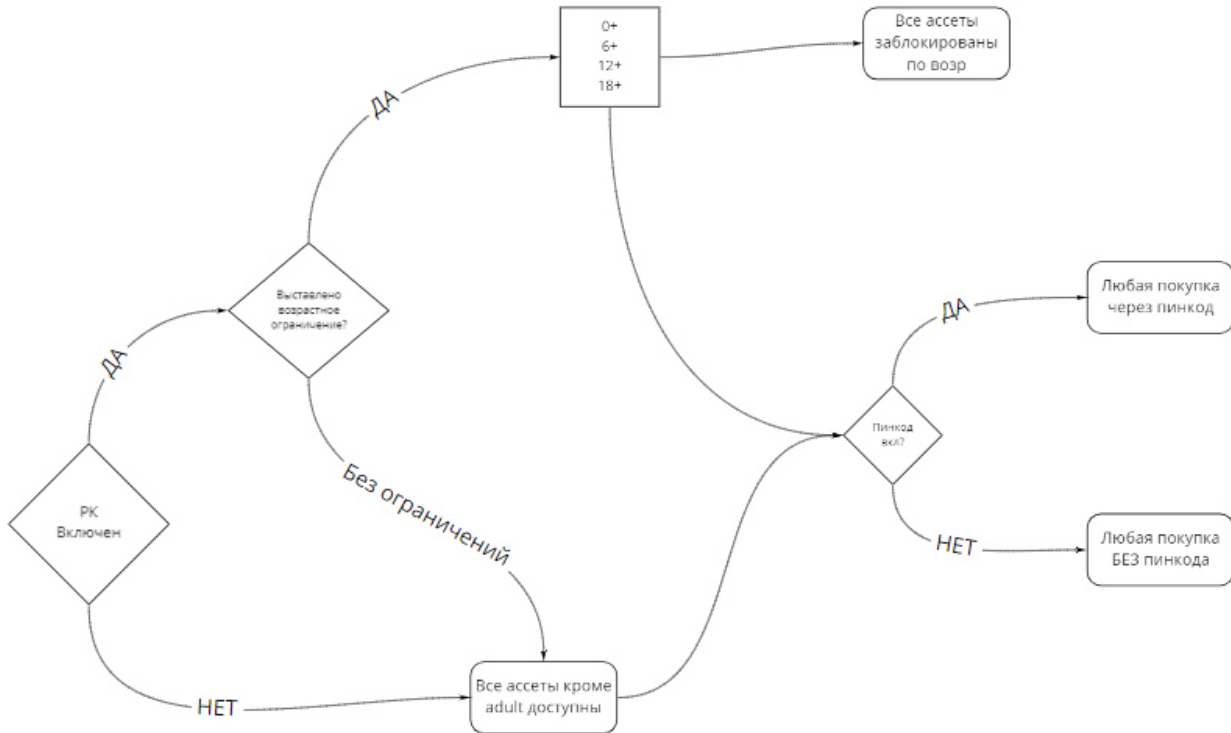 0+
6+
12+
18+
Все ассеты
заблокированы
по возр
ДА
Выставлено
возрастное
ограничение?
ДА
Любая покупка
через пинкод
ДА
Пинкод
вкл?
Без ограничений
РК
Включен
НЕТ
Любая покупка
БЕЗ пинкода
Все ассеты кроме
adult доступны
НЕТ